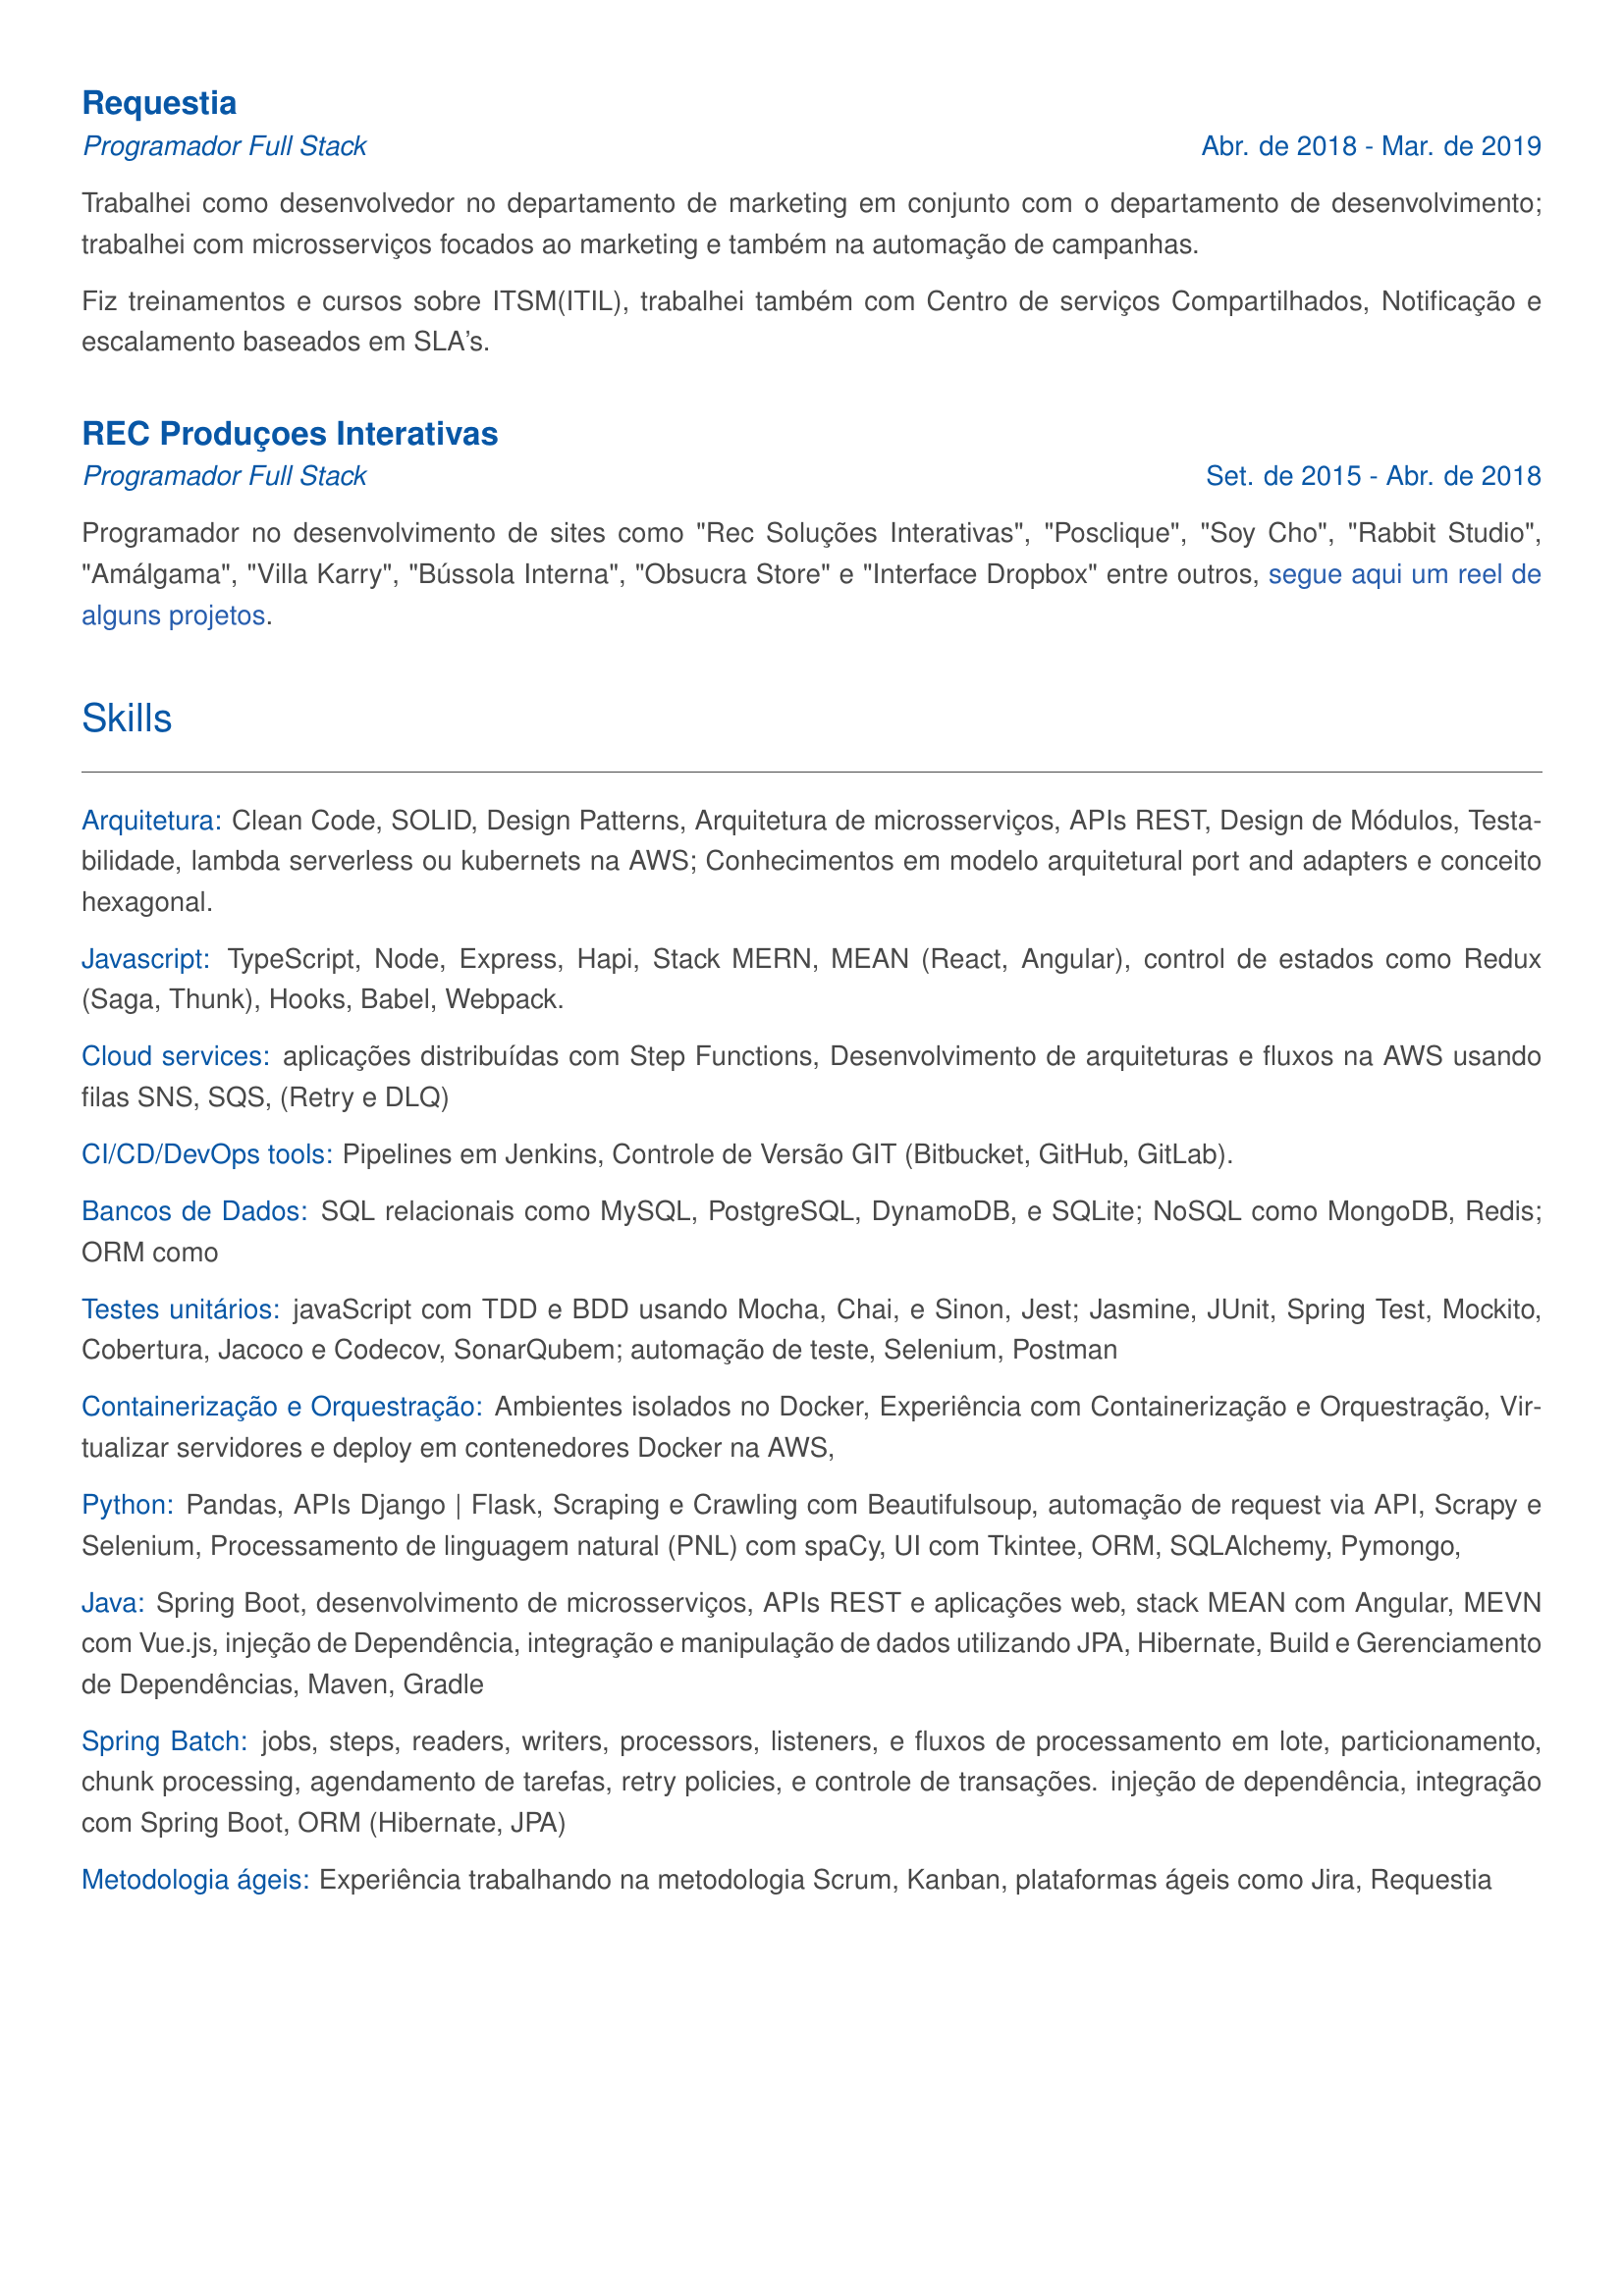 Requestia
Programador Full Stack Abr. de 2018 - Mar. de 2019
Trabalhei como desenvolvedor no departamento de marketing em conjunto com o departamento de desenvolvimento;
trabalhei com microsserviços focados ao marketing e também na automação de campanhas.
Fiz treinamentos e cursos sobre ITSM(ITIL), trabalhei também com Centro de serviços Compartilhados, Notificação e
escalamento baseados em SLA’s.
REC Produçoes Interativas
Programador Full Stack Set. de 2015 - Abr. de 2018
Programador no desenvolvimento de sites como "Rec Soluções Interativas", "Posclique", "Soy Cho", "Rabbit Studio",
"Amálgama", "Villa Karry", "Bússola Interna", "Obsucra Store" e "Interface Dropbox" entre outros, segue aqui um reel de
alguns projetos.
Skills
Arquitetura: Clean Code, SOLID, Design Patterns, Arquitetura de microsserviços, APIs REST, Design de Módulos, Testa-
bilidade, lambda serverless ou kubernets na AWS; Conhecimentos em modelo arquitetural port and adapters e conceito
hexagonal.
Javascript: TypeScript, Node, Express, Hapi, Stack MERN, MEAN (React, Angular), control de estados como Redux
(Saga, Thunk), Hooks, Babel, Webpack.
Cloud services: aplicações distribuídas com Step Functions, Desenvolvimento de arquiteturas e fluxos na AWS usando
filas SNS, SQS, (Retry e DLQ)
CI/CD/DevOps tools: Pipelines em Jenkins, Controle de Versão GIT (Bitbucket, GitHub, GitLab).
Bancos de Dados: SQL relacionais como MySQL, PostgreSQL, DynamoDB, e SQLite; NoSQL como MongoDB, Redis;
ORM como
Testes unitários: javaScript com TDD e BDD usando Mocha, Chai, e Sinon, Jest; Jasmine, JUnit, Spring Test, Mockito,
Cobertura, Jacoco e Codecov, SonarQubem; automação de teste, Selenium, Postman
Containerização e Orquestração: Ambientes isolados no Docker, Experiência com Containerização e Orquestração, Vir-
tualizar servidores e deploy em contenedores Docker na AWS,
Python: Pandas, APIs Django | Flask, Scraping e Crawling com Beautifulsoup, automação de request via API, Scrapy e
Selenium, Processamento de linguagem natural (PNL) com spaCy, UI com Tkintee, ORM, SQLAlchemy, Pymongo,
Java: Spring Boot, desenvolvimento de microsserviços, APIs REST e aplicações web, stack MEAN com Angular, MEVN
com Vue.js, injeção de Dependência, integração e manipulação de dados utilizando JPA, Hibernate, Build e Gerenciamento
de Dependências, Maven, Gradle
Spring Batch: jobs, steps, readers, writers, processors, listeners, e fluxos de processamento em lote, particionamento,
chunk processing, agendamento de tarefas, retry policies, e controle de transações. injeção de dependência, integração
com Spring Boot, ORM (Hibernate, JPA)
Metodologia ágeis: Experiência trabalhando na metodologia Scrum, Kanban, plataformas ágeis como Jira, Requestia